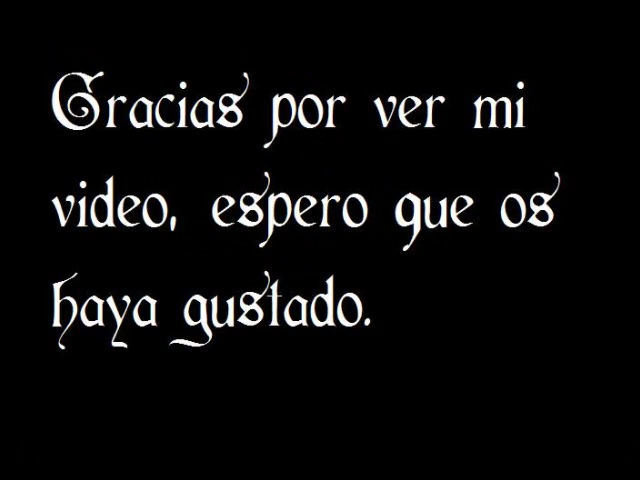 Gracias por ver mi
video, espero que os
haya gustado.